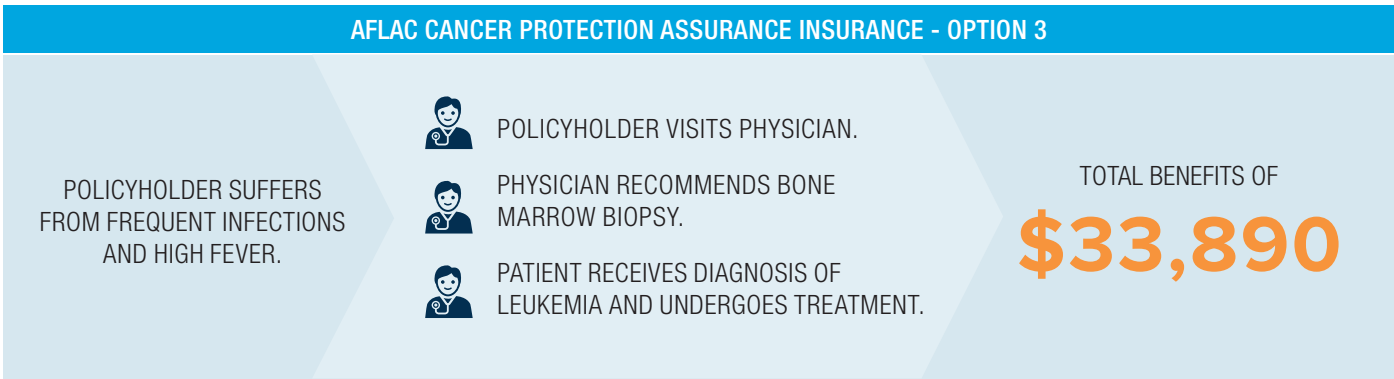 AFLAC CANCER PROTECTION ASSURANCE INSURANCE - OPTION 3
POLICYHOLDER SUFFERS
FROM FREQUENT INFECTIONS
AND HIGH FEVER.
POLICYHOLDER VISITS PHYSICIAN.
PHYSICIAN RECOMMENDS BONE
MARROW BIOPSY.
PATIENT RECEIVES DIAGNOSIS OF
LEUKEMIA AND UNDERGOES TREATMENT.
TOTAL BENEFITS OF
$33,890